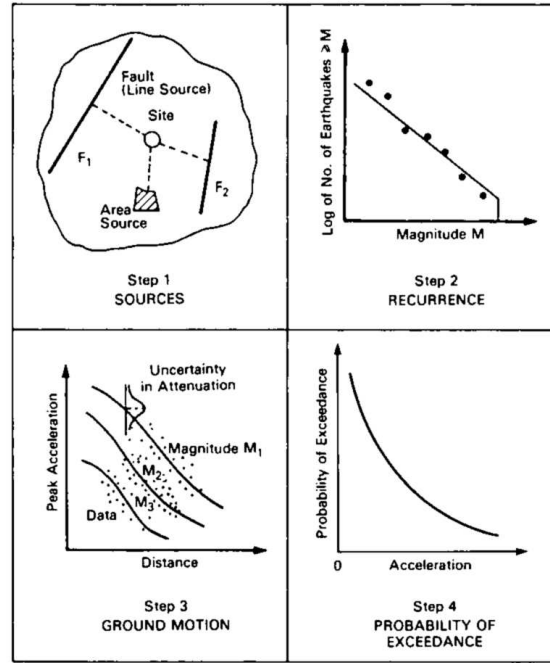 Fault
(Line Source)
Site
F₁
F₂
Area
Source
Step 1
SOURCES
Log of No. of Earthquakes ⩾ M
Magnitude M
Step 2
RECURRENCE
Uncertainty
in Attenuation
Peak Acceleration
Magnitude M₁
M₂
M₃
Data
Distance
Step 3
GROUND MOTION
Probability of Exceedance
0
Acceleration
Step 4
PROBABILITY OF
EXCEEDANCE